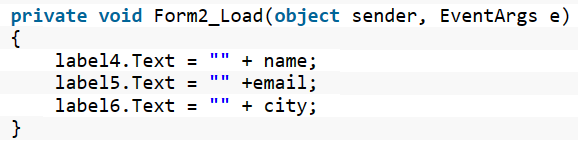 private void Form2_Load(object sender, EventArgs e)
{
    label4.Text = "" + name;
    label5.Text = "" +email;
    label6.Text = "" + city;
}